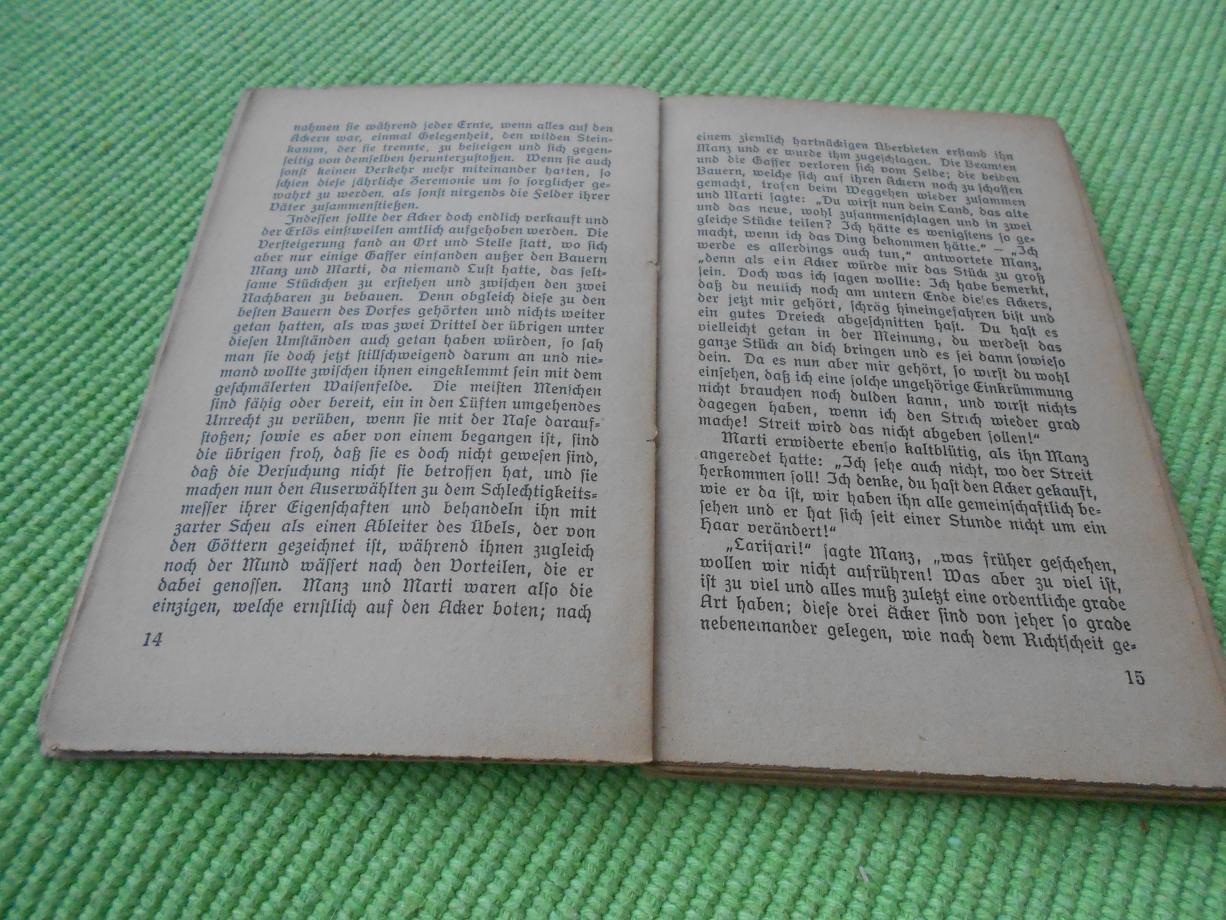 nahmen sie während jeder Ernte, wenn alles auf den
Äckern war, einmal Gelegenheit, den wilden Stein-
kamm, der sie trennte, zu besteigen und sich gegen-
seitig von demselben herunterzustoßen. Wenn sie auch
sonst keinen Verkehr mehr miteinander hatten, so
schien diese jährliche Zeremonie um so sorglicher ge-
wahrt zu werden, als sonst nirgends die Felder ihrer
Väter zusammenstießen.
Indessen sollte der Acker doch endlich verkauft und
der Erlös einstweilen amtlich aufgehoben werden. Die
Versteigerung fand an Ort und Stelle statt, wo sich
aber nur einige Gaffer einfanden außer den Bauern
Manz und Marti, da niemand Lust hatte, das selt-
same Stückchen zu erstehen und zwischen den zwei
Nachbaren zu bebauen. Denn obgleich diese zu den
besten Bauern des Dorfes gehörten und nichts weiter
getan hatten, als was zwei Drittel der übrigen unter
diesen Umständen auch getan haben würden, so sah
man sie doch jetzt stillschweigend darum an und nie-
mand wollte zwischen ihnen eingeklemmt sein mit dem
geschmälerten Waisenfelde. Die meisten Menschen
sind fähig oder bereit, ein in den Lüften umgehendes
Unrecht zu verüben, wenn sie mit der Nase darauf-
stoßen; sowie es aber von einem begangen ist, sind
die übrigen froh, daß sie es doch nicht gewesen sind,
daß die Versuchung nicht sie betroffen hat, und sie
machen nun den Auserwählten zu dem Schlechtigkeits-
messer ihrer Eigenschaften und behandeln ihn mit
zarter Scheu als einen Ableiter des Übels, der von
den Göttern gezeichnet ist, während ihnen zugleich
noch der Mund wässert nach den Vorteilen, die er
dabei genossen. Manz und Marti waren also die
einzigen, welche ernstlich auf den Acker boten; nach
14
einem ziemlich hartnäckigen Überbieten erstand ihn
Manz und er wurde ihm zugeschlagen. Die Beamten
und die Gaffer verloren sich vom Felde; die beiden
Bauern, welche sich auf ihren Äckern noch zu schaffen
gemacht, trafen beim Weggehen wieder zusammen
und Marti sagte: „Du wirst nun dein Land, das alte
und das neue, wohl zusammenschlagen und in zwei
gleiche Stücke teilen? Ich hätte es wenigstens so ge-
macht, wenn ich das Ding bekommen hätte.“ — „Ich
werde es allerdings auch tun,“ antwortete Manz,
„denn als ein Acker würde mir das Stück zu groß
sein. Doch was ich sagen wollte: Ich habe bemerkt,
daß du neulich noch am untern Ende dieses Ackers,
der jetzt mir gehört, schräg hineingefahren bist und
ein gutes Dreieck abgeschnitten hast. Du hast es
vielleicht getan in der Meinung, du werdest das
ganze Stück an dich bringen und es sei dann sowieso
dein. Da es nun aber mir gehört, so wirst du wohl
einsehen, daß ich eine solche ungehörige Einkrümmung
nicht brauchen noch dulden kann, und wirst nichts
dagegen haben, wenn ich den Strich wieder grad
mache! Streit wird das nicht abgeben sollen!“
Marti erwiderte ebenso kaltblütig, als ihn Manz
angeredet hatte: „Ich sehe auch nicht, wo der Streit
herkommen soll! Ich denke, du hast den Acker gekauft,
wie er da ist, wir haben ihn alle gemeinschaftlich be-
sehen und er hat sich seit einer Stunde nicht um ein
Haar verändert!“
„Larifari!“ sagte Manz, „was früher geschehen,
wollen wir nicht aufrühren! Was aber zu viel ist,
ist zu viel und alles muß zuletzt eine ordentliche grade
Art haben; diese drei Äcker sind von jeher so grade
nebeneinander gelegen, wie nach dem Richtscheit ge-
15